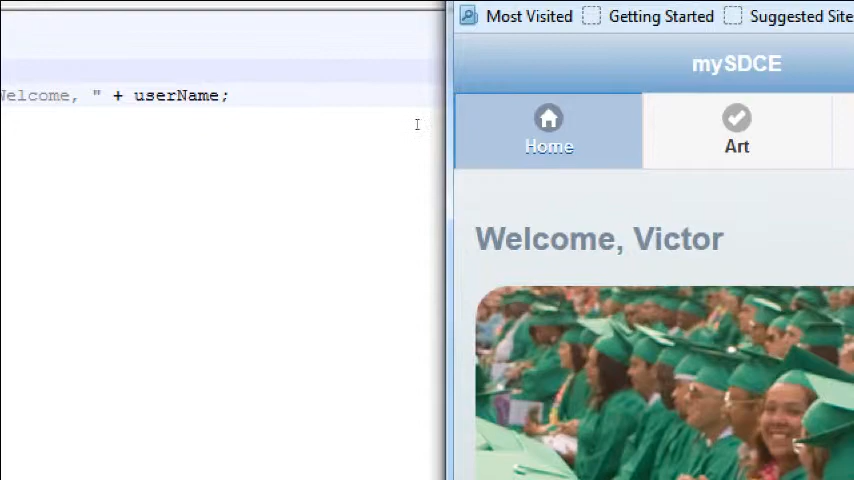 Welcome, " + userName;
Most Visited Getting Started Suggested Site
mySDCE
Home Art
Welcome, Victor